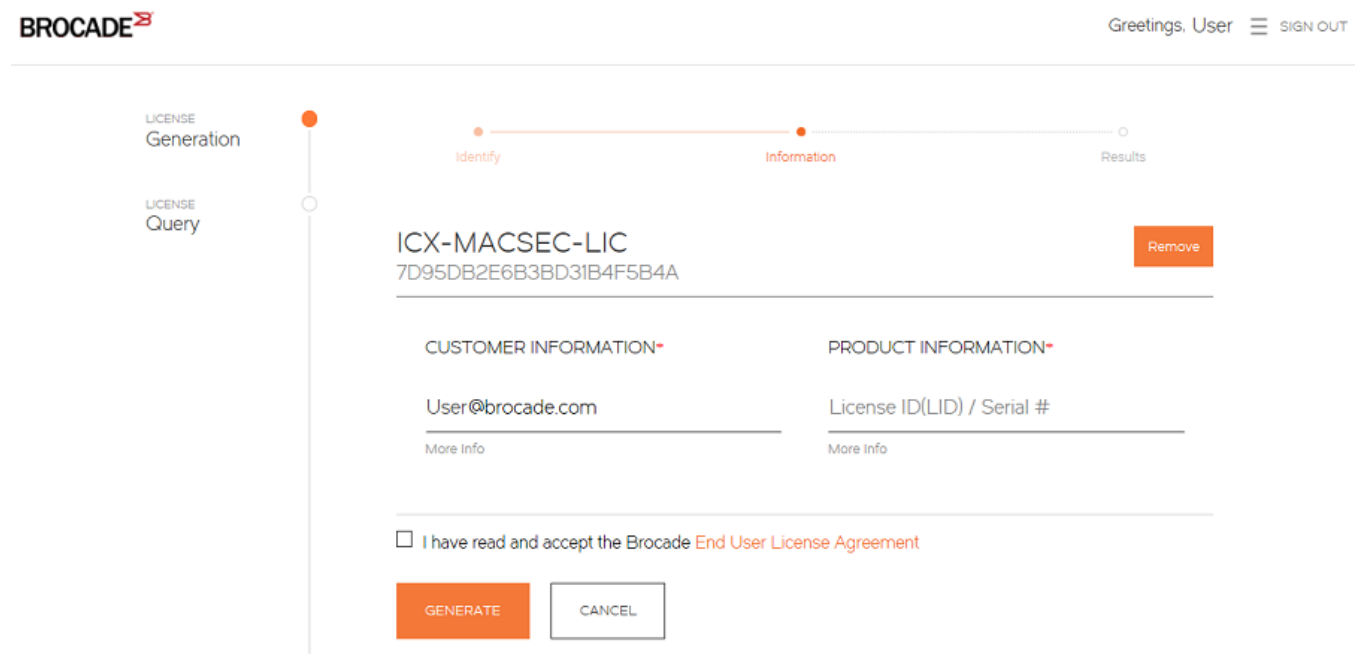 BROCADE
Greetings, User SIGN OUT
LICENSE
Generation
LICENSE
Query
Identify
Information
Results
ICX-MACSEC-LIC
7D95DB2E6B3BD31B4F5B4A
Remove
CUSTOMER INFORMATION*
PRODUCT INFORMATION*
User@brocade.com
License ID(LID) / Serial #
More Info
More Info
I have read and accept the Brocade End User License Agreement
GENERATE
CANCEL